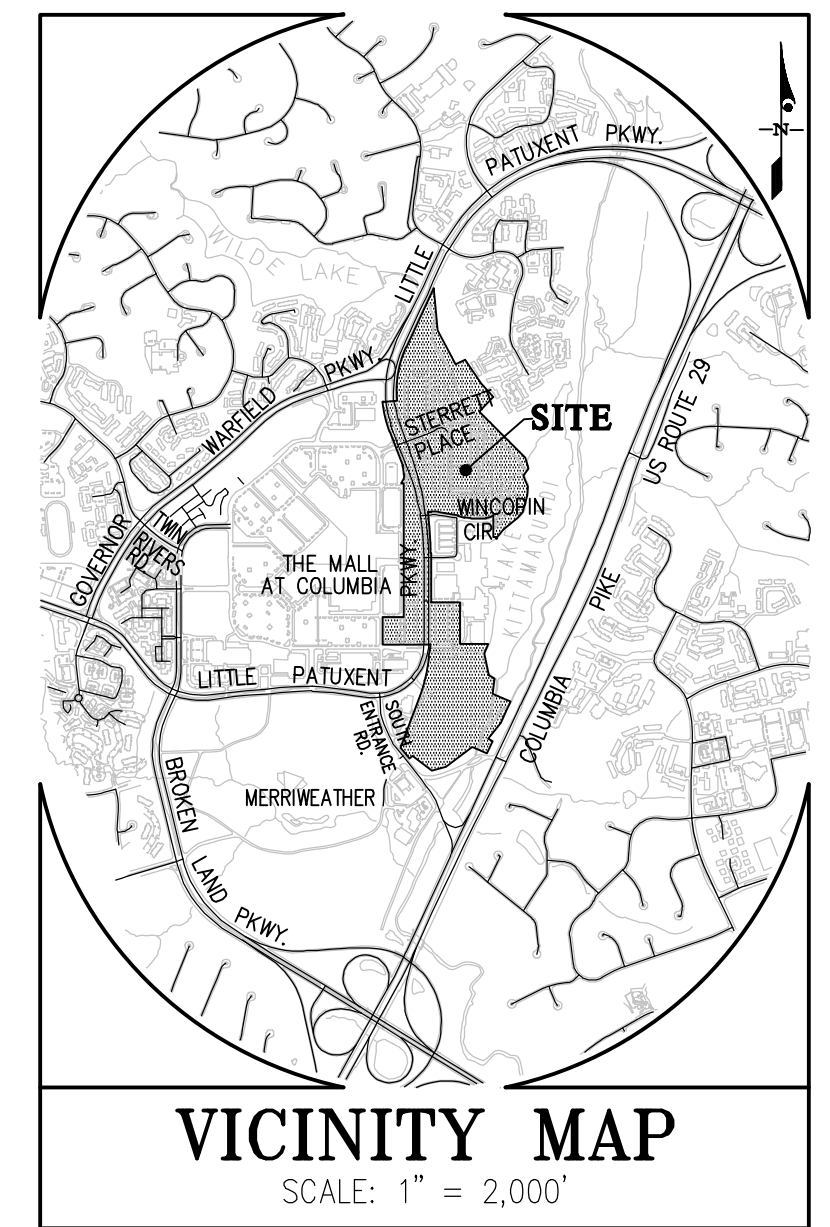 PATUXENT PKWY.
N
WILDE LAKE
LITTLE
PKWY.
WARFIELD
STERRETT
PLACE
SITE
US ROUTE 29
WINCOPIN
CIR.
GOVERNOR
TWIN
RIVERS
RD.
THE MALL
AT COLUMBIA
PKWY.
LAKE
KITTAMAQUNDI
PIKE
COLUMBIA
LITTLE PATUXENT
SOUTH
ENTRANCE
RD.
MERRIWEATHER
BROKEN
LAND PKWY.
VICINITY MAP
SCALE: 1" = 2,000'